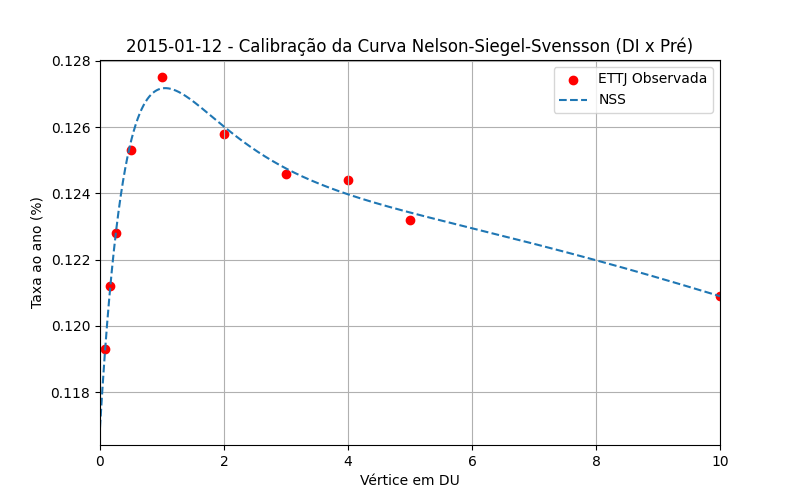 2015-01-12 - Calibração da Curva Nelson-Siegel-Svensson (DI x Pré)
ETTJ Observada
NSS
Taxa ao ano (%)
0.128
0.126
0.124
0.122
0.120
0.118
0 2 4 6 8 10
Vértice em DU